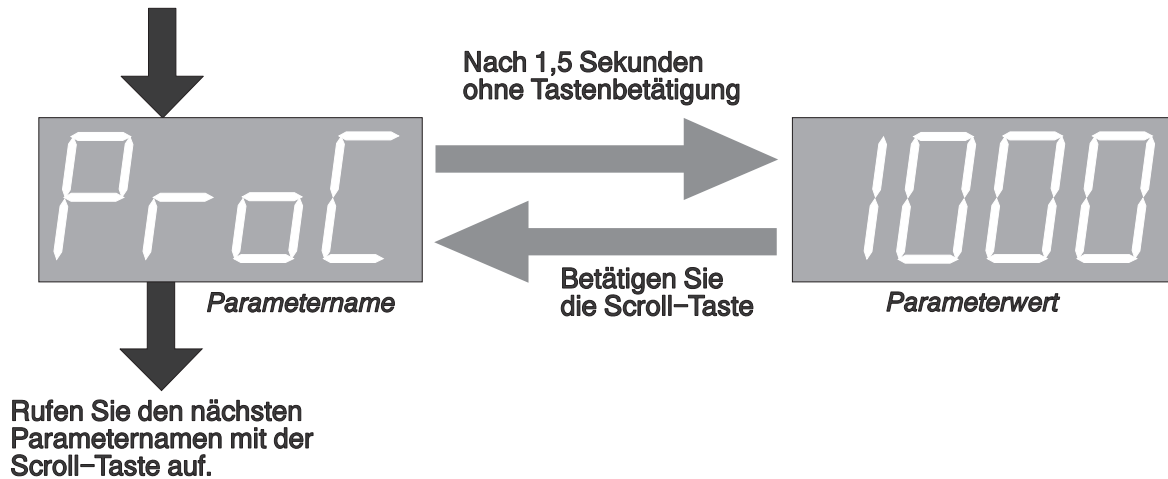 Nach 1,5 Sekunden
ohne Tastenbetätigung
ProC
1000
Betätigen Sie
die Scroll-Taste
Parametername
Parameterwert
Rufen Sie den nächsten
Parameternamen mit der
Scroll-Taste auf.